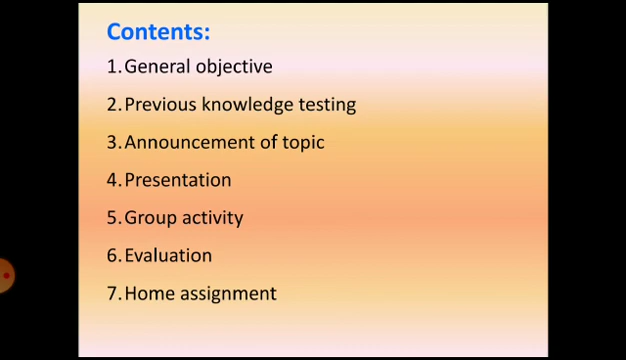 Contents:
1. General objective
2. Previous knowledge testing
3. Announcement of topic
4. Presentation
5. Group activity
6. Evaluation
7. Home assignment